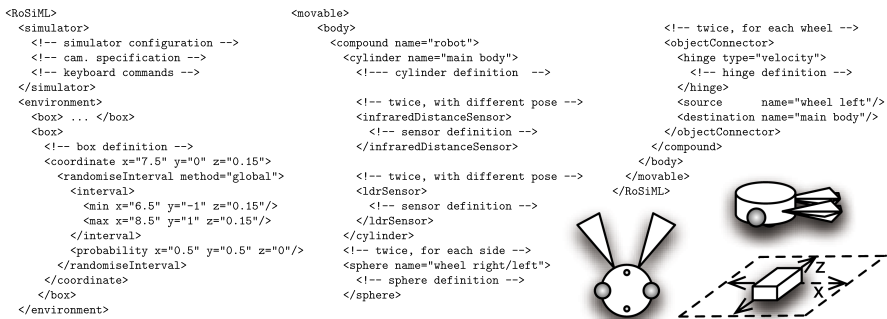 <RoSiML>
  <simulator>
    <!-- simulator configuration -->
    <!-- cam. specification -->
    <!-- keyboard commands -->
  </simulator>
  <environment>
    <box> ... </box>
    <box>
      <!-- box definition -->
      <coordinate x="7.5" y="0" z="0.15">
        <randomiseInterval method="global">
          <interval>
            <min x="6.5" y="-1" z="0.15"/>
            <max x="8.5" y="1" z="0.15"/>
          </interval>
          <probability x="0.5" y="0.5" z="0"/>
        </randomiseInterval>
      </coordinate>
    </box>
  </environment>
<movable>
    <body>
      <compound name="robot">
        <cylinder name="main body">
          <!--- cylinder definition  -->
          <!-- twice, with different pose -->
          <infraredDistanceSensor>
            <!-- sensor definition -->
          </infraredDistanceSensor>
          <!-- twice, with different pose -->
          <ldrSensor>
            <!-- sensor definition -->
          </ldrSensor>
        </cylinder>
        <!-- twice, for each side -->
        <sphere name="wheel right/left">
          <!-- sphere definition -->
        </sphere>
        <!-- twice, for each wheel -->
        <objectConnector>
          <hinge type="velocity">
            <!-- hinge definition -->
          </hinge>
          <source      name="wheel left"/>
          <destination name="main body"/>
        </objectConnector>
      </compound>
    </body>
  </movable>
</RoSiML>
Z
X